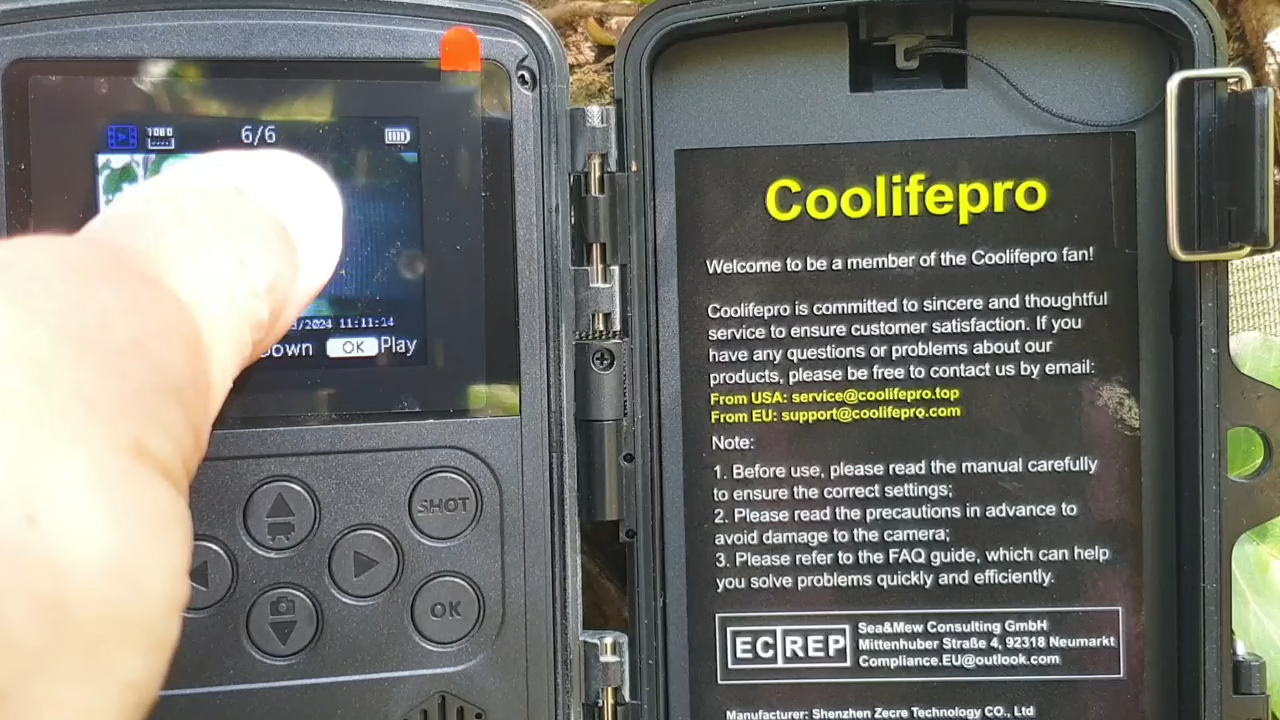 1080
6/6
/2024 11:11:14
OK Play
SHOT
OK
Coolifepro
Welcome to be a member of the Coolifepro fan!
Coolifepro is committed to sincere and thoughtful
service to ensure customer satisfaction. If you
have any questions or problems about our
products, please be free to contact us by email:
From USA: service@coolifepro.top
From EU: support@coolifepro.com
Note:
1. Before use, please read the manual carefully
to ensure the correct settings;
2. Please read the precautions in advance to
avoid damage to the camera;
3. Please refer to the FAQ guide, which can help
you solve problems quickly and efficiently.
EC REP
Sea&Mew Consulting GmbH
Mittenhuber Straße 4, 92318 Neumarkt
Compliance.EU@outlook.com
Manufacturer: Shenzhen Zecre Technology CO., Ltd